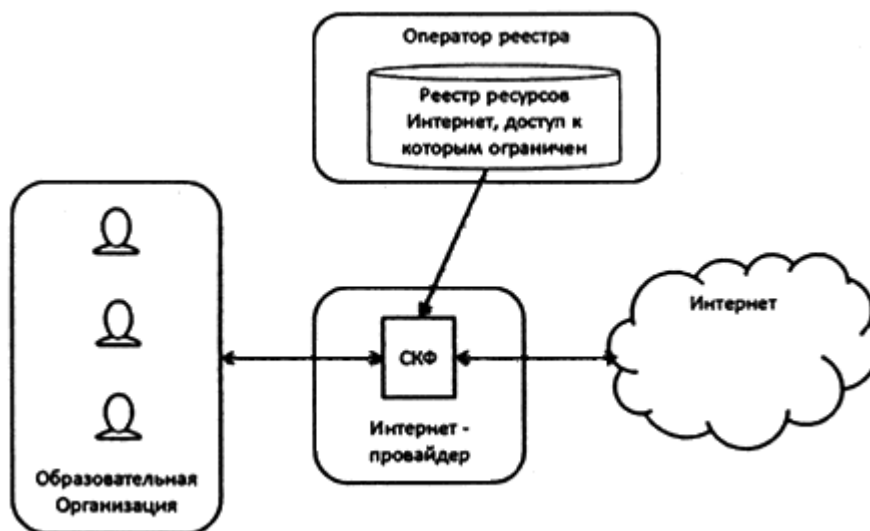 Оператор реестра
Реестр ресурсов
Интернет, доступ к
которым ограничен
Интернет
СКФ
Интернет -
провайдер
Образовательная
Организация